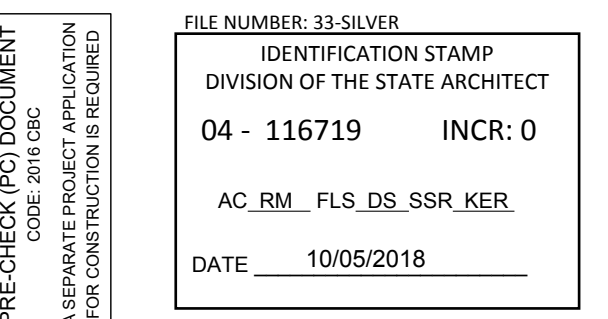 PRE-CHECK (PC) DOCUMENT
CODE: 2016 CBC
A SEPARATE PROJECT APPLICATION
FOR CONSTRUCTION IS REQUIRED
FILE NUMBER: 33-SILVER
IDENTIFICATION STAMP
DIVISION OF THE STATE ARCHITECT
04 - 116719 INCR: 0
AC RM FLS DS SSR KER
DATE 10/05/2018